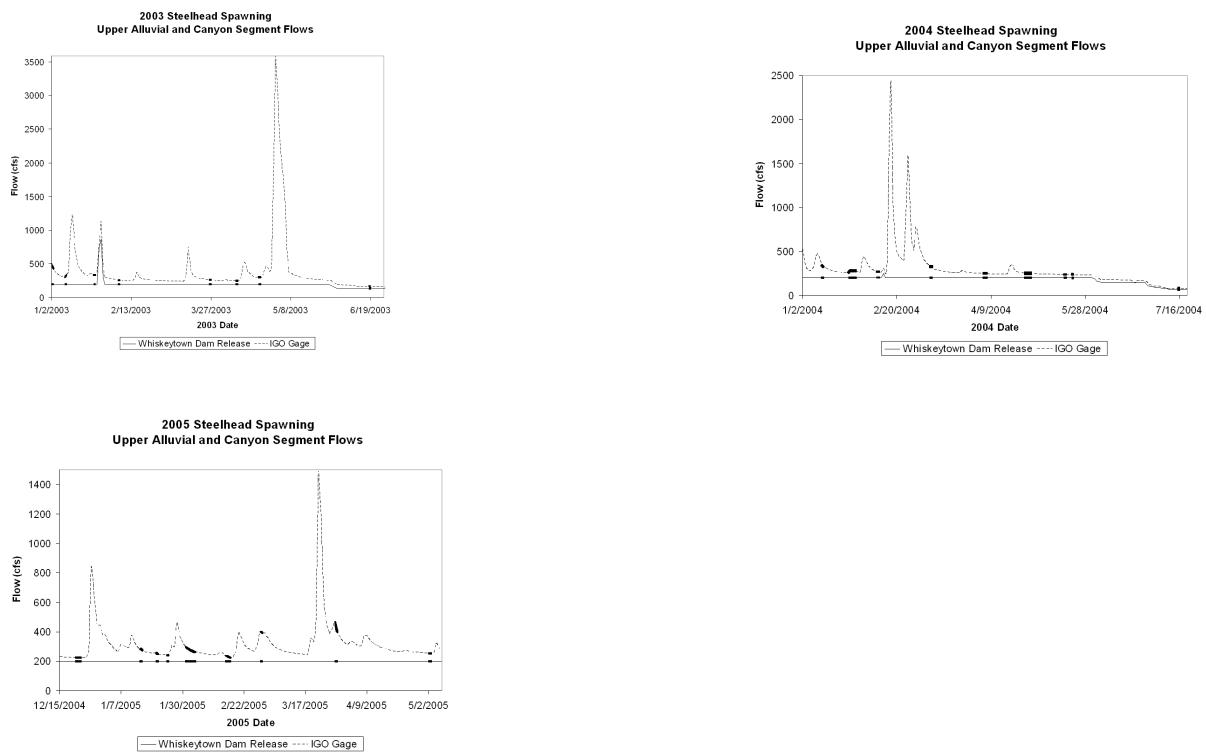 2003 Steelhead Spawning
Upper Alluvial and Canyon Segment Flows
3500
3000
2500
2000
1500
1000
500
0
Flow (cfs)
1/2/2003 2/13/2003 3/27/2003 5/8/2003 6/19/2003
2003 Date
Whiskeytown Dam Release IGO Gage
2004 Steelhead Spawning
Upper Alluvial and Canyon Segment Flows
2500
2000
1500
1000
500
0
Flow (cfs)
1/2/2004 2/20/2004 4/9/2004 5/28/2004 7/16/2004
2004 Date
Whiskeytown Dam Release IGO Gage
2005 Steelhead Spawning
Upper Alluvial and Canyon Segment Flows
1400
1200
1000
800
600
400
200
0
Flow (cfs)
12/15/2004 1/7/2005 1/30/2005 2/22/2005 3/17/2005 4/9/2005 5/2/2005
2005 Date
Whiskeytown Dam Release IGO Gage